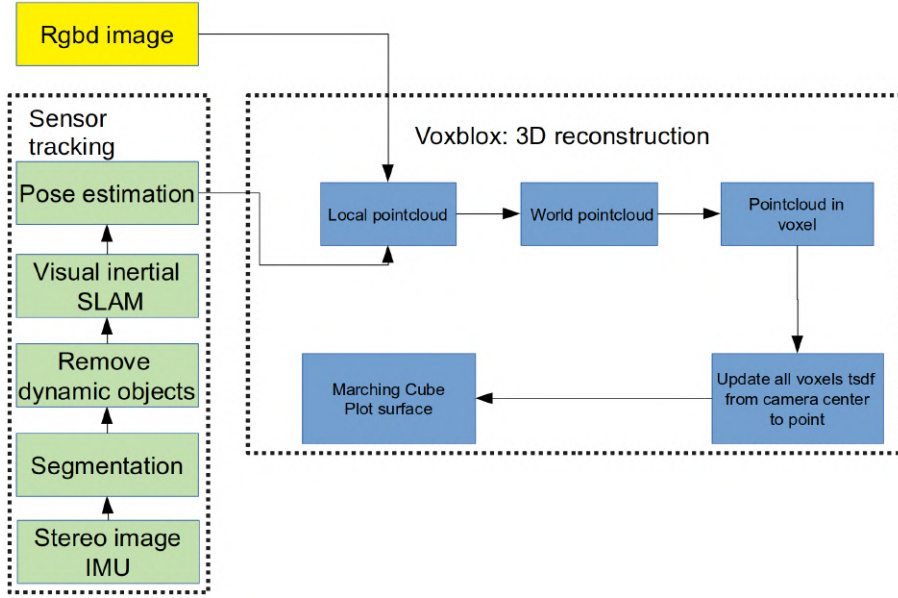 Rgbd image
Sensor
tracking
Pose estimation
Visual inertial
SLAM
Remove
dynamic objects
Segmentation
Stereo image
IMU
Voxblox: 3D reconstruction
Local pointcloud
World pointcloud
Pointcloud in
voxel
Update all voxels tsdf
from camera center
to point
Marching Cube
Plot surface